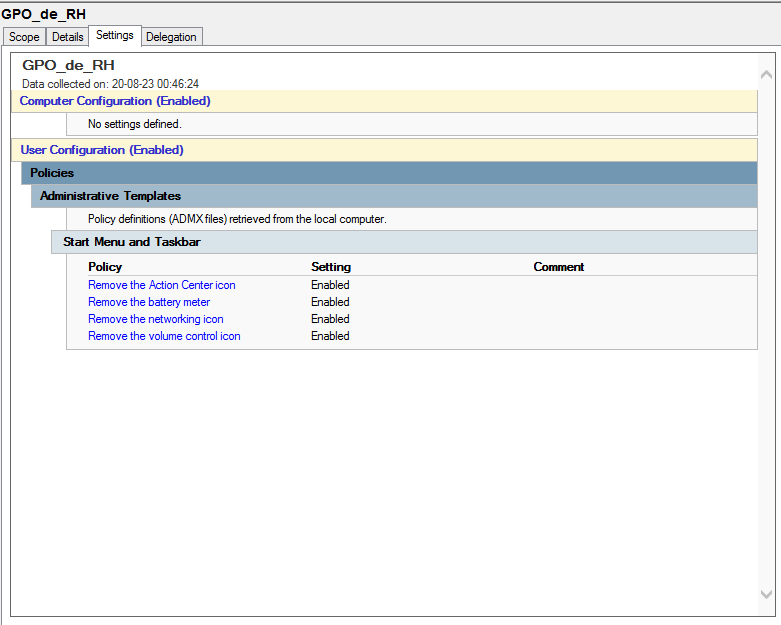 GPO_de_RH
Scope Details Settings Delegation
GPO_de_RH
Data collected on: 20-08-23 00:46:24
Computer Configuration (Enabled)
No settings defined.
User Configuration (Enabled)
Policies
Administrative Templates
Policy definitions (ADMX files) retrieved from the local computer.
Start Menu and Taskbar
Policy Setting Comment
Remove the Action Center icon Enabled
Remove the battery meter Enabled
Remove the networking icon Enabled
Remove the volume control icon Enabled